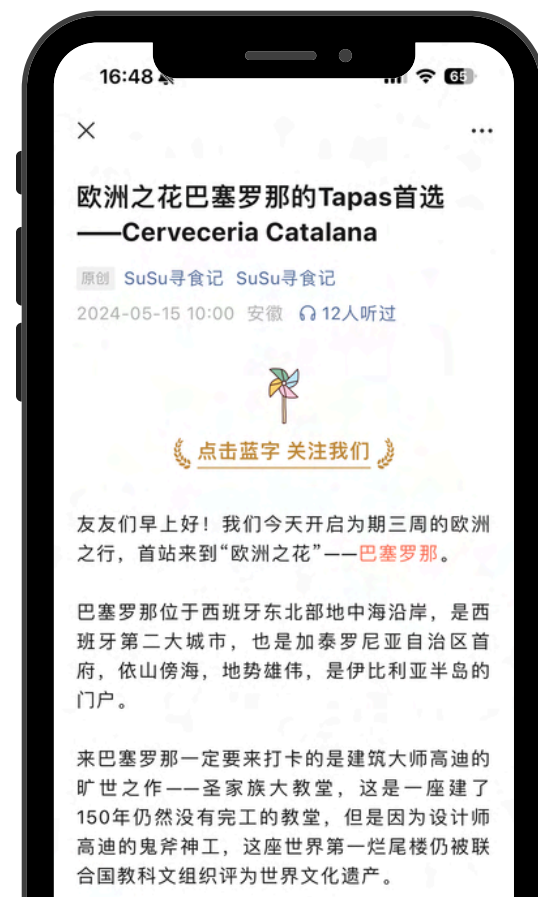 16:48
65
欧洲之花巴塞罗那的Tapas首选
——Cerveceria Catalana
原创 SuSu寻食记 SuSu寻食记
2024-05-15 10:00 安徽 12人听过
点击蓝字 关注我们
友友们早上好！我们今天开启为期三周的欧洲
之行，首站来到“欧洲之花”——巴塞罗那。
巴塞罗那位于西班牙东北部地中海沿岸，是西
班牙第二大城市，也是加泰罗尼亚自治区首
府，依山傍海，地势雄伟，是伊比利亚半岛的
门户。
来巴塞罗那一定要来打卡的是建筑大师高迪的
旷世之作——圣家族大教堂，这是一座建了
150年仍然没有完工的教堂，但是因为设计师
高迪的鬼斧神工，这座世界第一烂尾楼仍被联
合国教科文组织评为世界文化遗产。